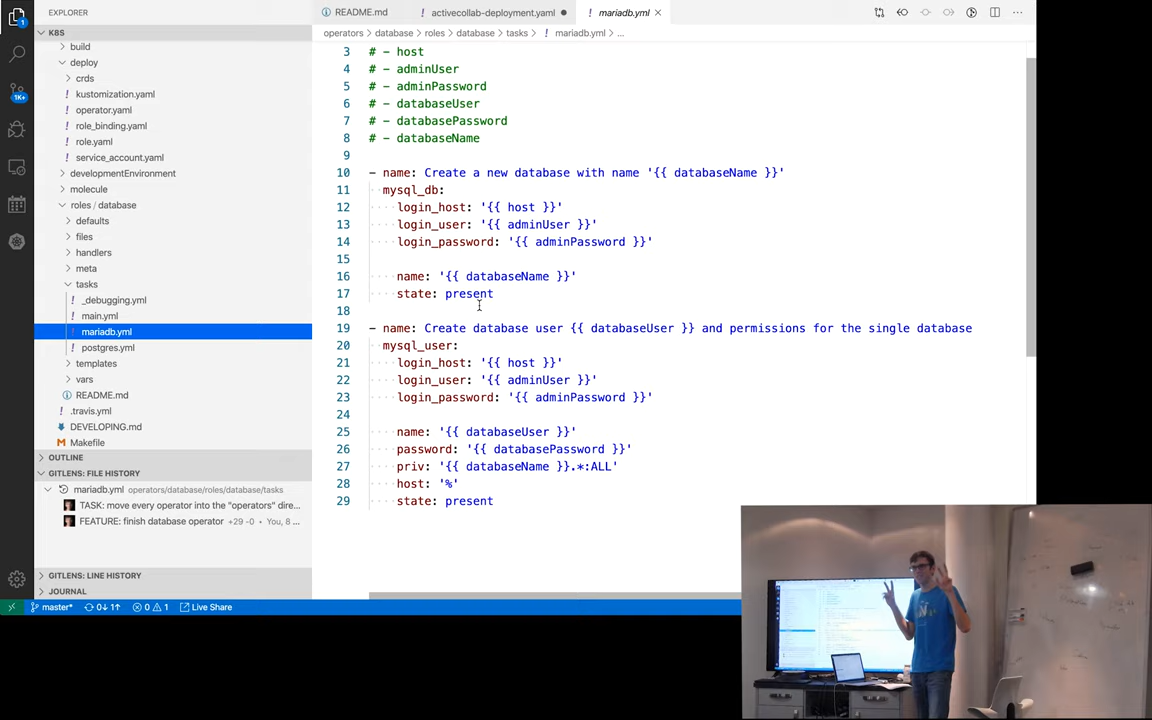 EXPLORER
README.md
activecollab-deployment.yaml
mariadb.yml
K8S
operators > database > roles > database > tasks > ! mariadb.yml > ...
build
deploy
crds
! kustomization.yaml
! operator.yaml
! role_binding.yaml
! role.yaml
! service_account.yaml
developmentEnvironment
molecule
roles / database
defaults
files
handlers
meta
tasks
! _debugging.yml
! main.yml
mariadb.yml
! postgres.yml
templates
vars
README.md
! .travis.yml
DEVELOPING.md
Makefile
OUTLINE
GITLENS: FILE HISTORY
mariadb.yml operators/database/roles/database/tasks
TASK: move every operator into the "operators" dire...
FEATURE: finish database operator +29 -0 • You, 8 ...
GITLENS: LINE HISTORY
JOURNAL
3 # - host
4 # - adminUser
5 # - adminPassword
6 # - databaseUser
7 # - databasePassword
8 # - databaseName
9
10 - name: Create a new database with name '{{ databaseName }}'
11 mysql_db:
12 login_host: '{{ host }}'
13 login_user: '{{ adminUser }}'
14 login_password: '{{ adminPassword }}'
15
16 name: '{{ databaseName }}'
17 state: present
18
19 - name: Create database user {{ databaseUser }} and permissions for the single database
20 mysql_user:
21 login_host: '{{ host }}'
22 login_user: '{{ adminUser }}'
23 login_password: '{{ adminPassword }}'
24
25 name: '{{ databaseUser }}'
26 password: '{{ databasePassword }}'
27 priv: '{{ databaseName }}.*:ALL'
28 host: '%'
29 state: present
1
1K+
master* 0↓ 1↑ 0 1 Live Share